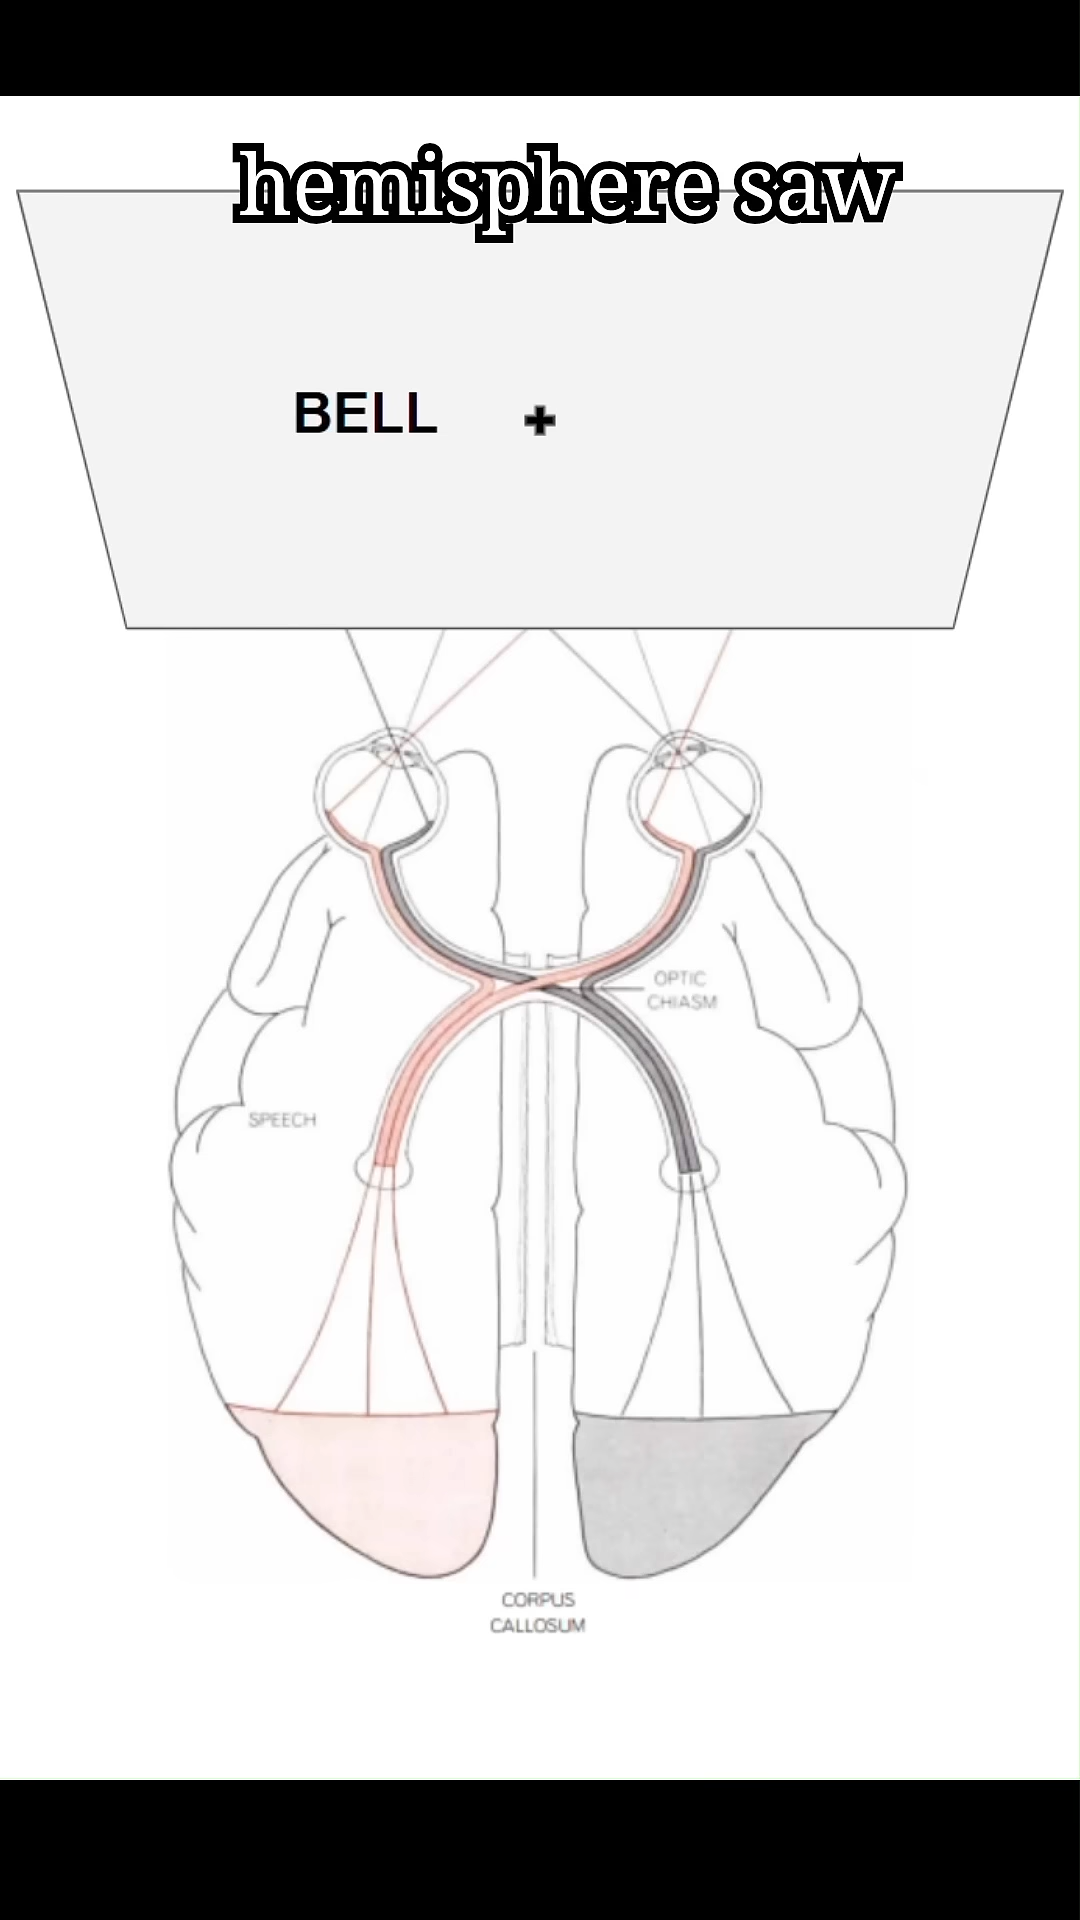 hemisphere saw
BELL
OPTIC
CHIASM
SPEECH
CORPUS
CALLOSUM